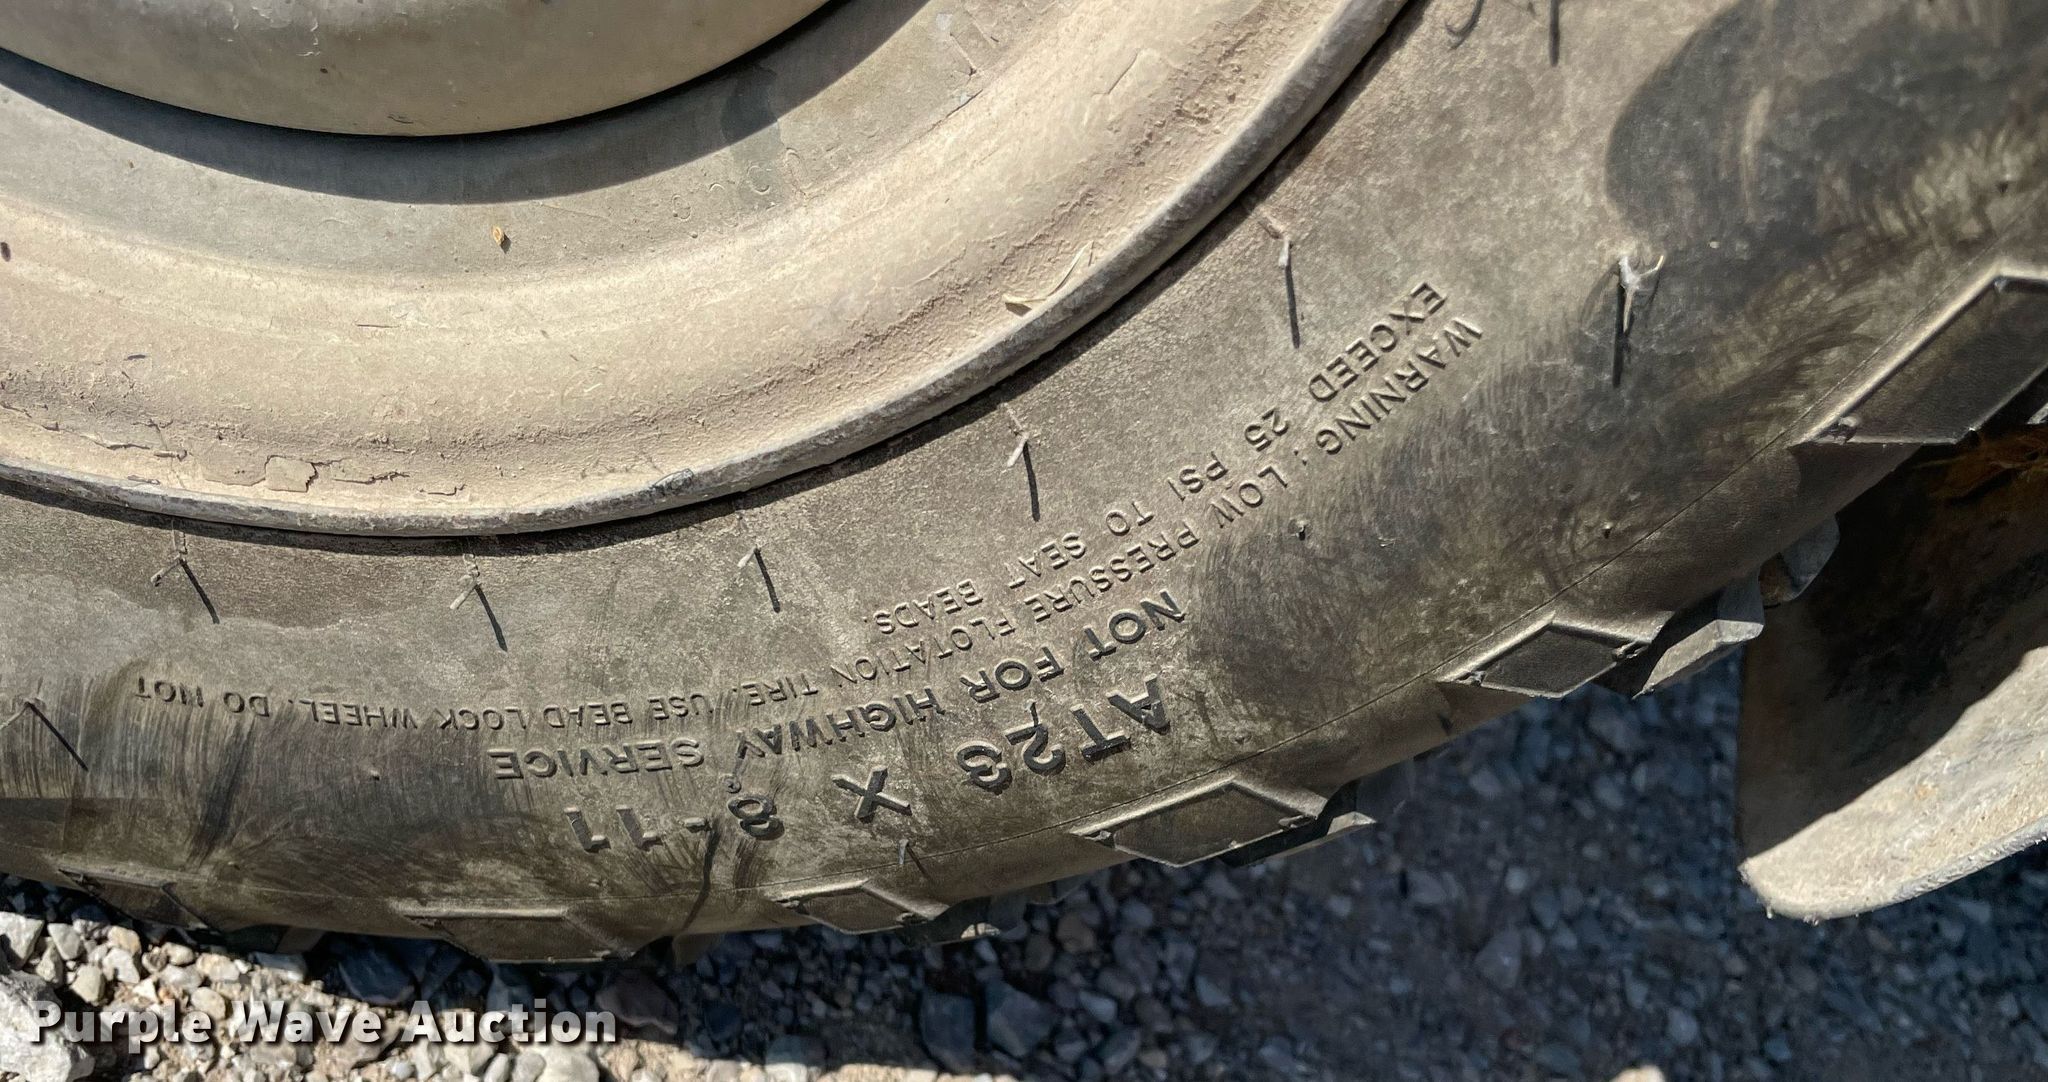 WARNING: LOW PRESSURE FLOTATION TIRE. USE BEAD LOCK WHEEL. DO NOT
EXCEED 25 PSI TO SEAT BEADS.
NOT FOR HIGHWAY SERVICE
AT23 X 8-11
Purple Wave Auction